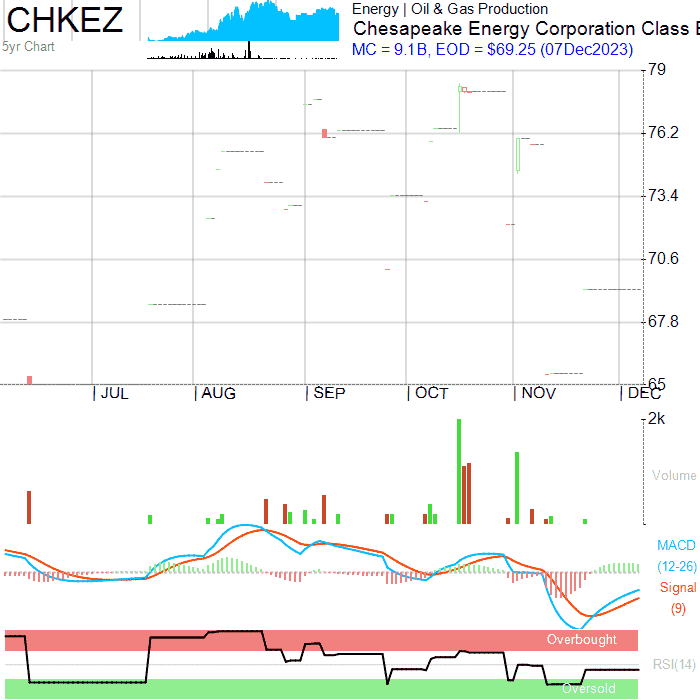 CHKEZ
5yr Chart
Energy | Oil & Gas Production
Chesapeake Energy Corporation Class
MC = 9.1B, EOD = $69.25 (07Dec2023)
79
76.2
73.4
70.6
67.8
65
JUL AUG SEP OCT NOV DEC
2k
Volume
MACD
(12-26)
Signal
(9)
Overbought
RSI(14)
Oversold